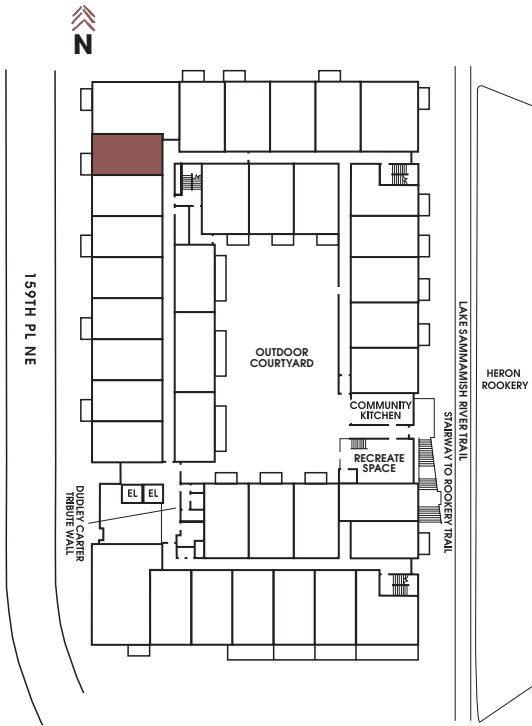 N
159TH PL NE
OUTDOOR
COURTYARD
LAKE SAMMAMISH RIVER TRAIL
HERON
ROOKERY
COMMUNITY
KITCHEN
STAIRWAY TO ROOKERY TRAIL
RECREATE
SPACE
EL EL
DUDLEY CARTER
TRIBUTE WALL